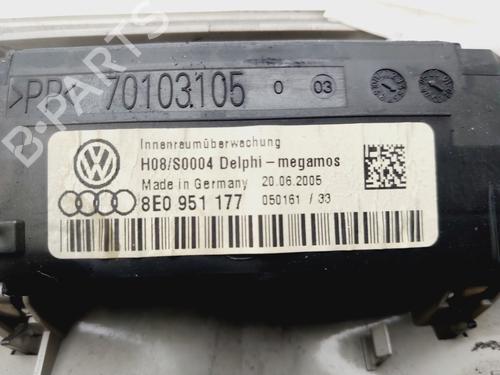 >PP< 70103105 0 03
Innenraumüberwachung
H08/S0004 Delphi-megamos
Made in Germany 20.06.2005
8E0 951 177 050161 / 33
B-Parts